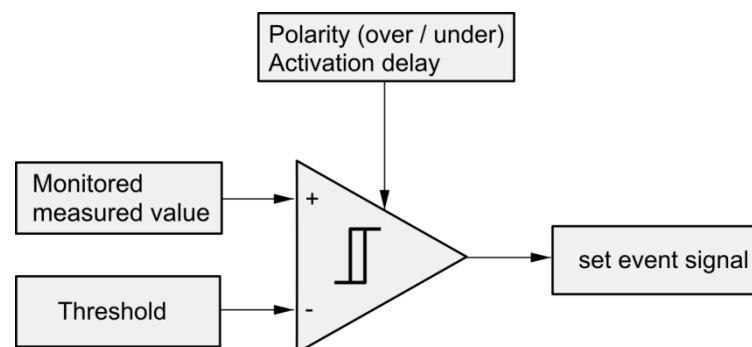 Polarity (over / under)
Activation delay
Monitored
measured value
+
set event signal
Threshold
-